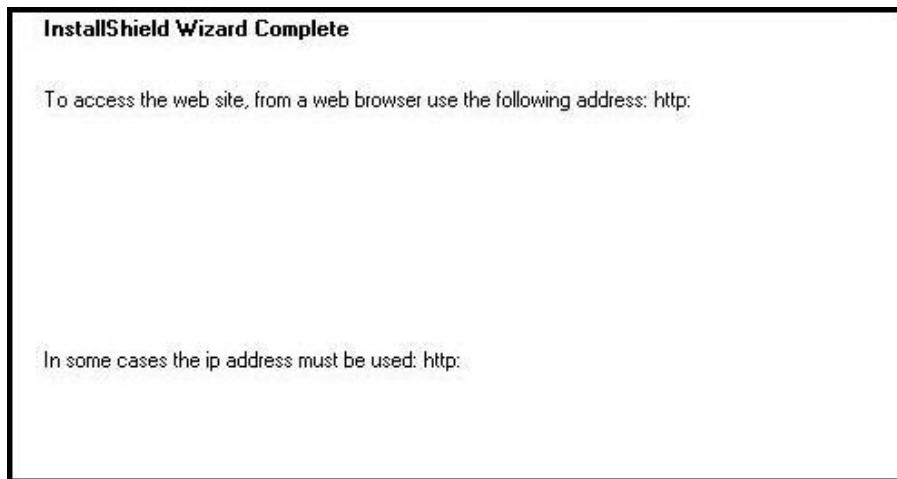 InstallShield Wizard Complete
To access the web site, from a web browser use the following address: http:
In some cases the ip address must be used: http: